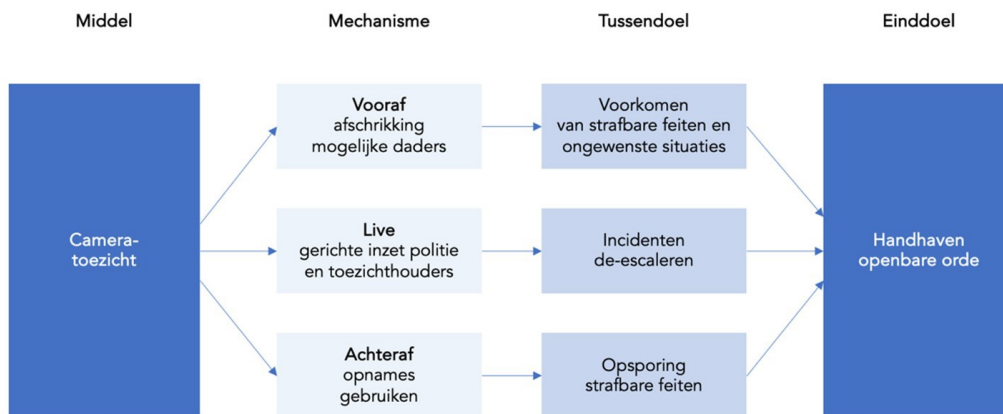 Middel
Mechanisme
Tussendoel
Einddoel
Camera-
toezicht
Vooraf
afschrikking
mogelijke daders
Voorkomen
van strafbare feiten en
ongewenste situaties
Live
gerichte inzet politie
en toezichthouders
Incidenten
de-escaleren
Achteraf
opnames
gebruiken
Opsporing
strafbare feiten
Handhaven
openbare orde